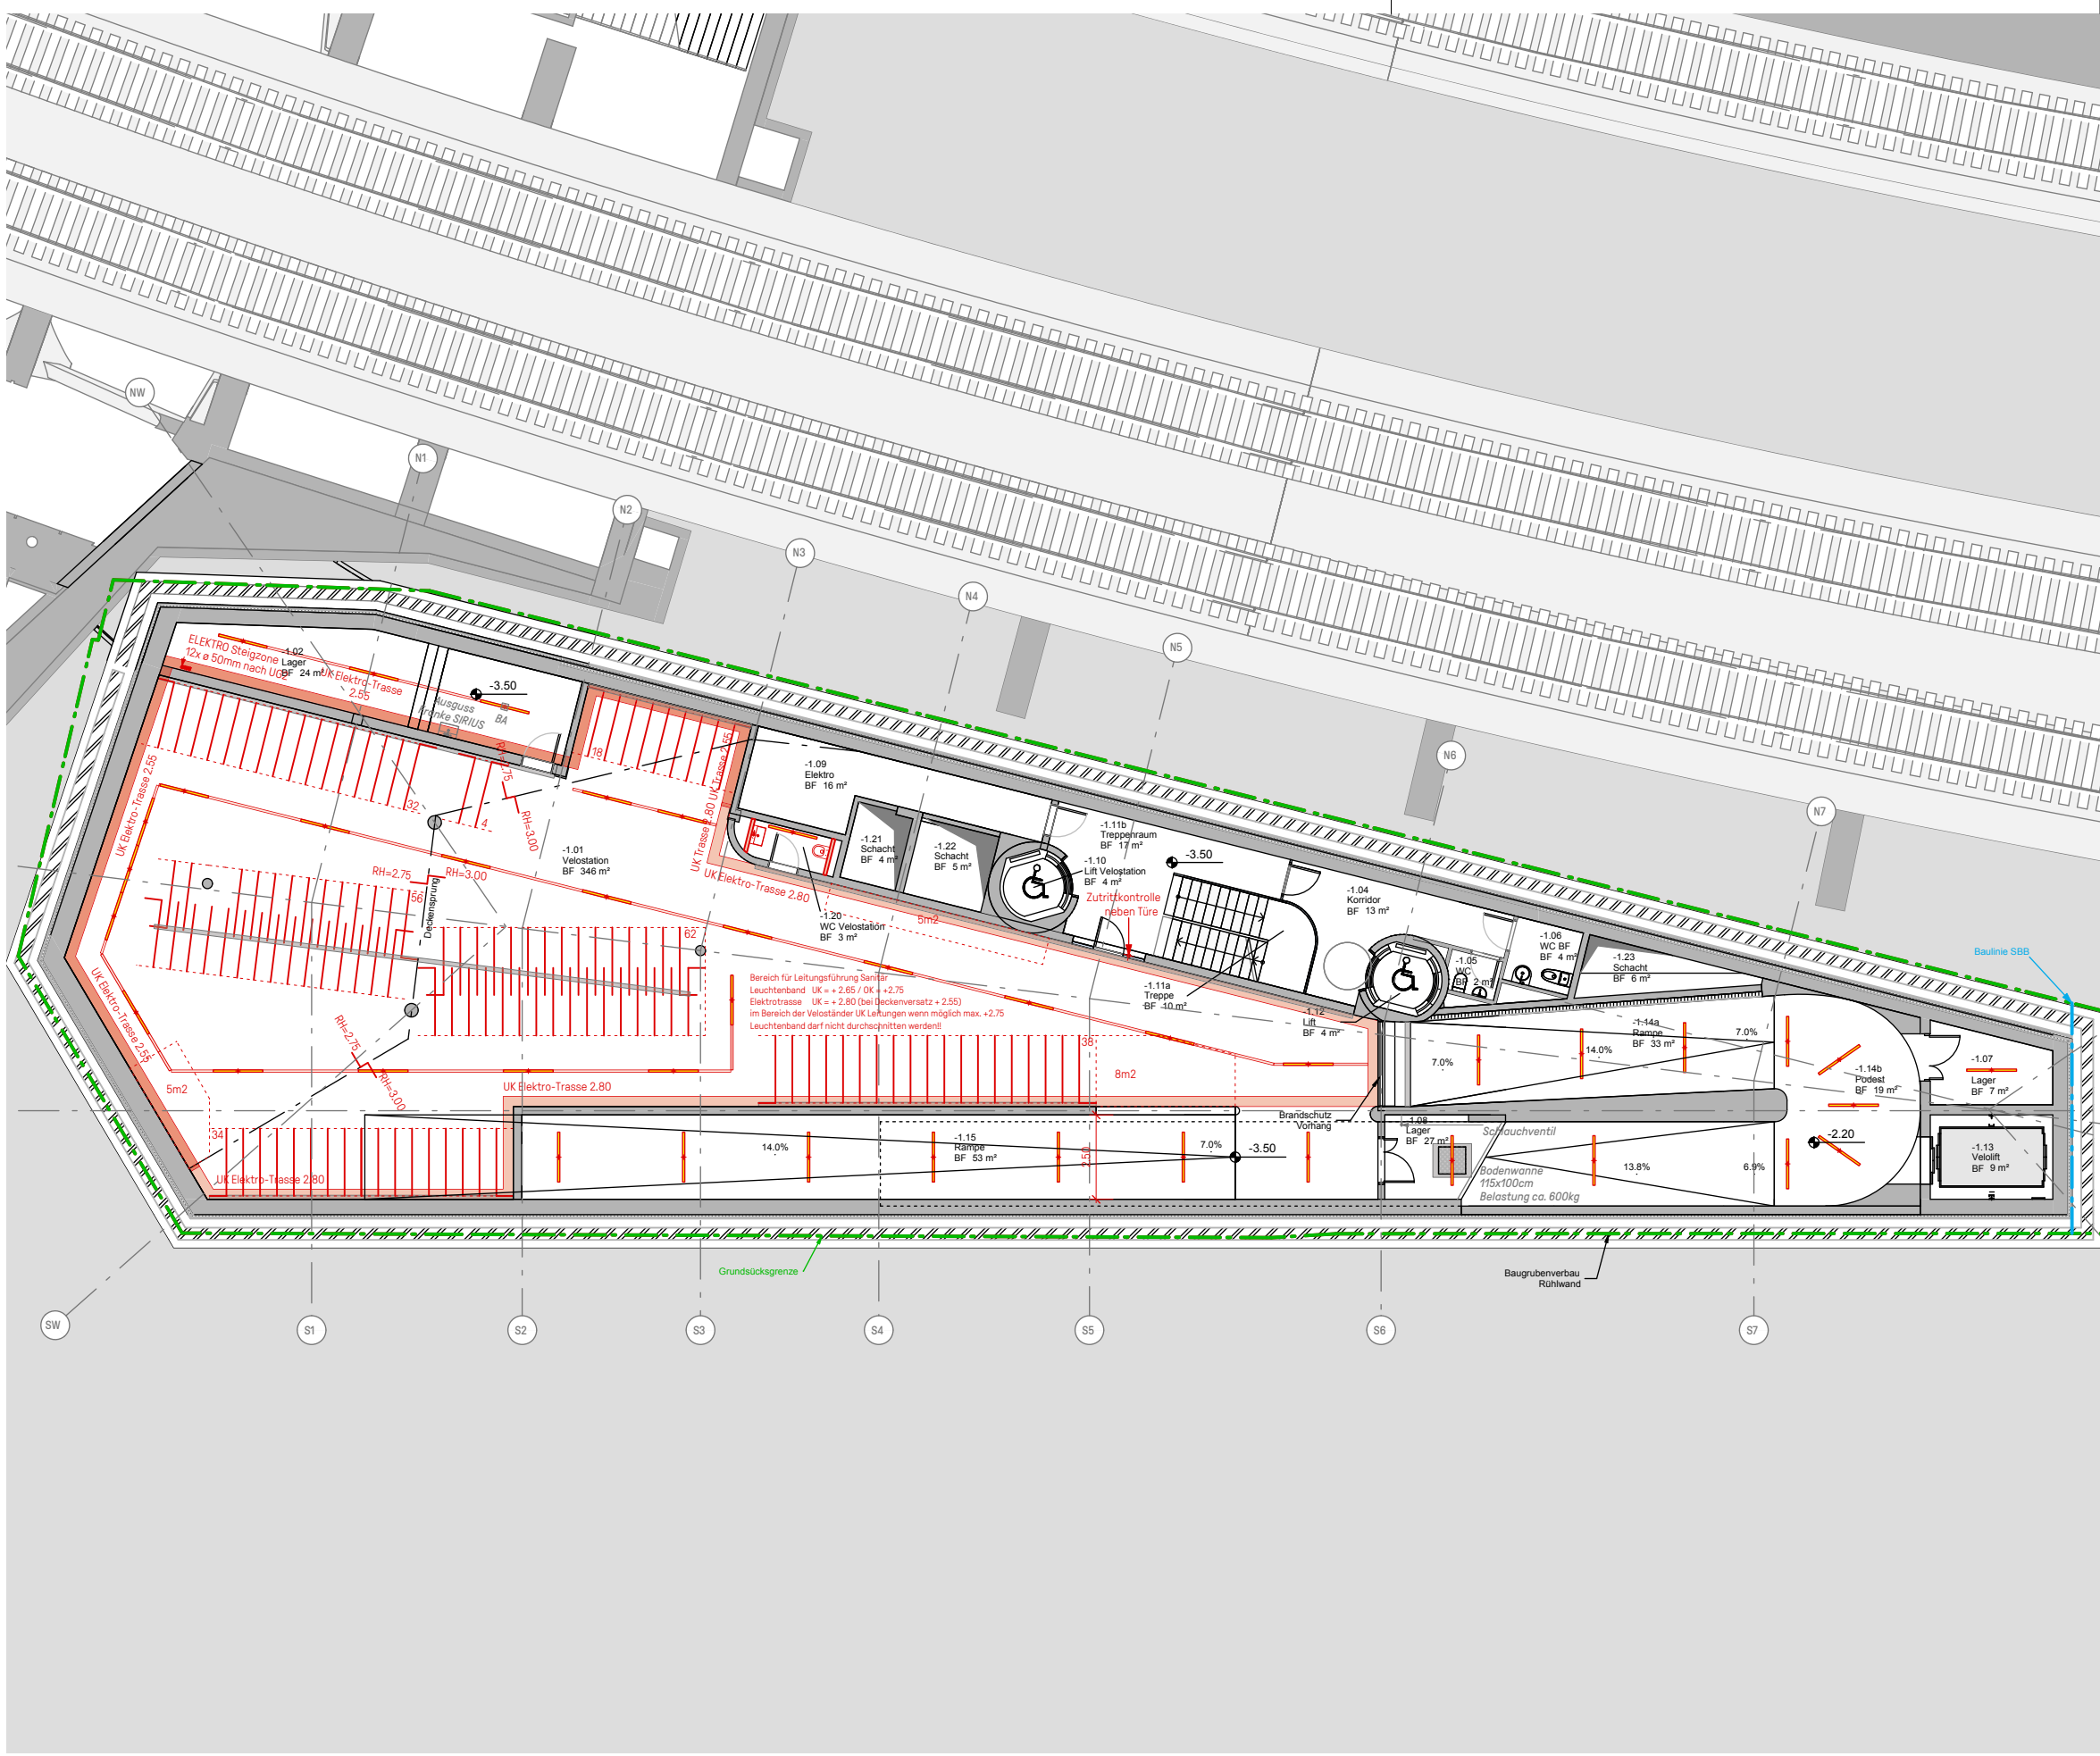 NW
N1
N2
N3
N4
N5
N6
N7
Baulinie SBB
ELEKTRO Steigzone
12x ø 50mm nach UG2
-1.02
Lager
BF 24 m²
UK Elektro-Trasse
2.55
-3.50
Ausguss
Franke SIRIUS
BA
UK Elektro-Trasse 2.55
18
UK Trasse 2.80 UK Trasse 2.55
RH=2.75
RH=3.00
32
4
-1.01
Velostation
BF 346 m²
RH=2.75
RH=3.00
56
Deckensprung
62
-1.09
Elektro
BF 16 m²
-1.21
Schacht
BF 4 m²
-1.22
Schacht
BF 5 m²
-1.11b
Treppenraum
BF 17 m²
-3.50
-1.10
Lift Velostation
BF 4 m²
Zutrittkontrolle
neben Türe
UK Elektro-Trasse 2.80
5m2
-1.20
WC Velostation
BF 3 m²
-1.04
Korridor
BF 13 m²
-1.06
WC BF
BF 4 m²
-1.05
WC
BF 2 m²
-1.23
Schacht
BF 6 m²
-1.11a
Treppe
BF 10 m²
-1.12
Lift
BF 4 m²
Bereich für Leitungsführung Sanitär
Leuchtenband UK = + 2.65 / OK = +2.75
Elektrotrasse UK = + 2.80 (bei Deckenversatz + 2.55)
im Bereich der Veloständer UK Leitungen wenn möglich max. +2.75
Leuchtenband darf nicht durchschnitten werden!!
UK Elektro-Trasse 2.55
RH=2.75
RH=3.00
5m2
34
UK Elektro-Trasse 2.80
UK Elektro-Trasse 2.80
38
8m2
7.0%
14.0%
-1.14a
Rampe
BF 33 m²
7.0%
-1.14b
Podest
BF 19 m²
-1.07
Lager
BF 7 m²
Brandschutz
Vorhang
-1.08
Lager
BF 27 m²
Schlauchventil
14.0%
-1.15
Rampe
BF 53 m²
2.50
7.0%
-3.50
Bodenwanne
115x100cm
Belastung ca. 600kg
13.8%
6.9%
-2.20
-1.13
Velolift
BF 9 m²
Grundsücksgrenze
Baugrubenverbau
Rühlwand
SW
S1
S2
S3
S4
S5
S6
S7